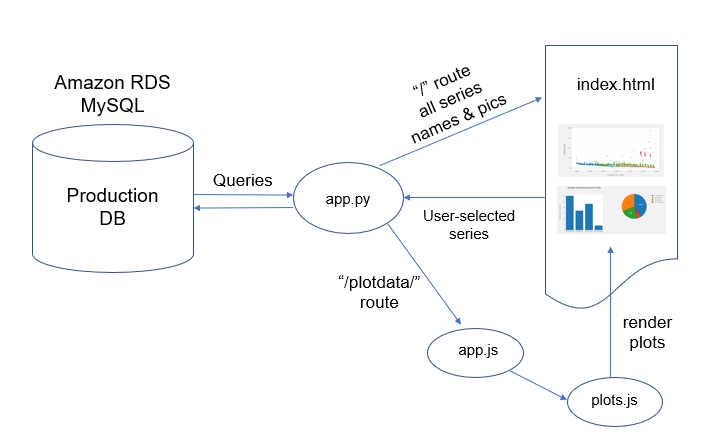 Amazon RDS
MySQL
Production
DB
Queries
app.py
“/” route
all series
names & pics
index.html
User-selected
series
“/plotdata/”
route
app.js
render
plots
plots.js